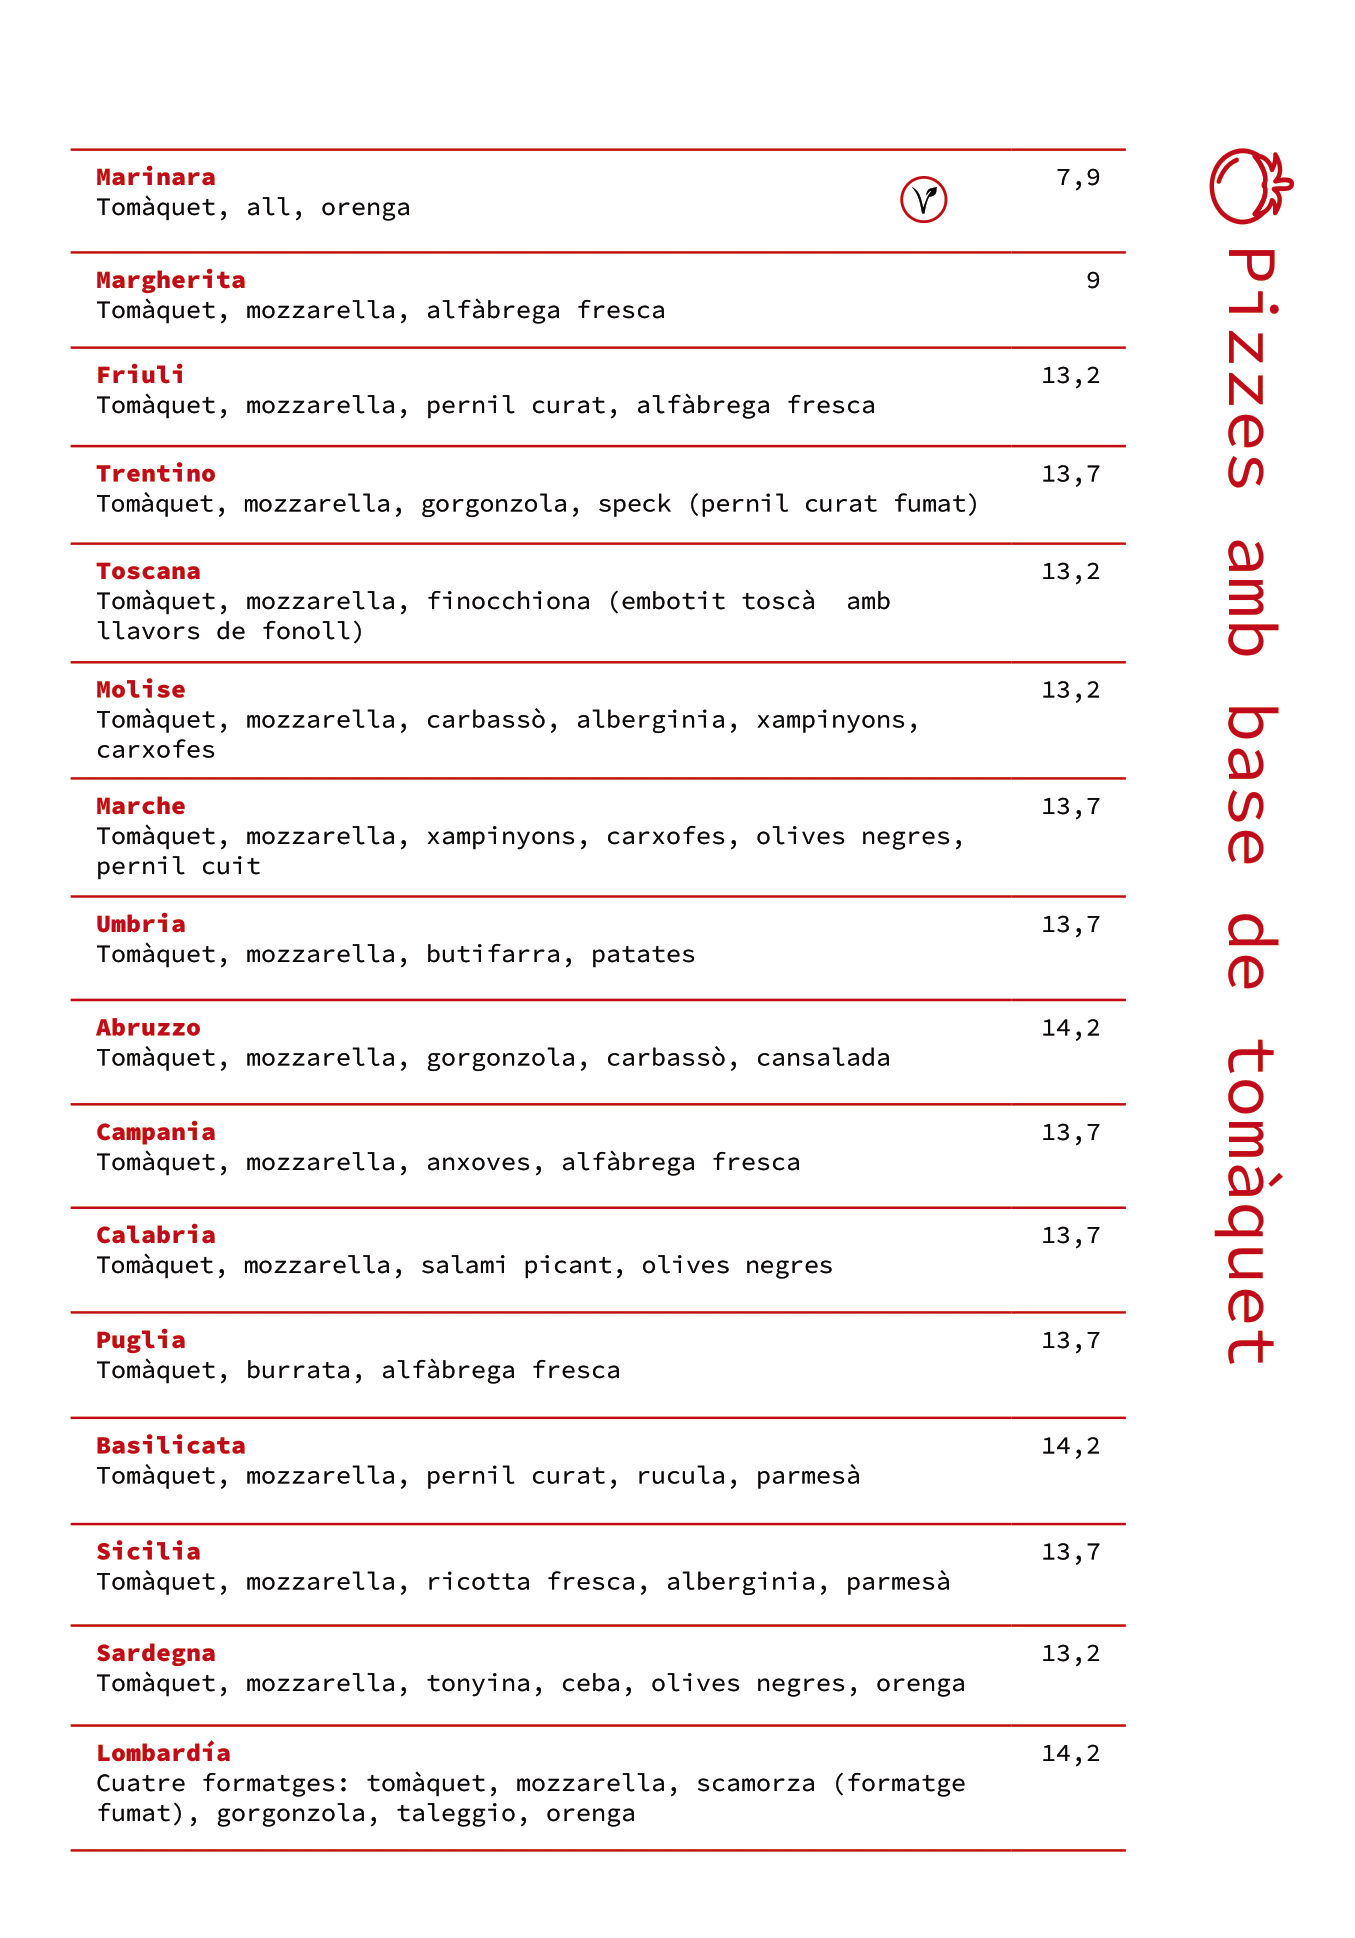 Marinara 7,9
Tomàquet, all, orenga
Margherita 9
Tomàquet, mozzarella, alfàbrega fresca
Friuli 13,2
Tomàquet, mozzarella, pernil curat, alfàbrega fresca
Trentino 13,7
Tomàquet, mozzarella, gorgonzola, speck (pernil curat fumat)
Toscana 13,2
Tomàquet, mozzarella, finocchiona (embotit toscà  amb
llavors de fonoll)
Molise 13,2
Tomàquet, mozzarella, carbassò, alberginia, xampinyons,
carxofes
Marche 13,7
Tomàquet, mozzarella, xampinyons, carxofes, olives negres,
pernil cuit
Umbria 13,7
Tomàquet, mozzarella, butifarra, patates
Abruzzo 14,2
Tomàquet, mozzarella, gorgonzola, carbassò, cansalada
Campania 13,7
Tomàquet, mozzarella, anxoves, alfàbrega fresca
Calabria 13,7
Tomàquet, mozzarella, salami picant, olives negres
Puglia 13,7
Tomàquet, burrata, alfàbrega fresca
Basilicata 14,2
Tomàquet, mozzarella, pernil curat, rucula, parmesà
Sicilia 13,7
Tomàquet, mozzarella, ricotta fresca, alberginia, parmesà
Sardegna 13,2
Tomàquet, mozzarella, tonyina, ceba, olives negres, orenga
Lombardía 14,2
Cuatre formatges: tomàquet, mozzarella, scamorza (formatge
fumat), gorgonzola, taleggio, orenga
Pizzes amb base de tomàquet